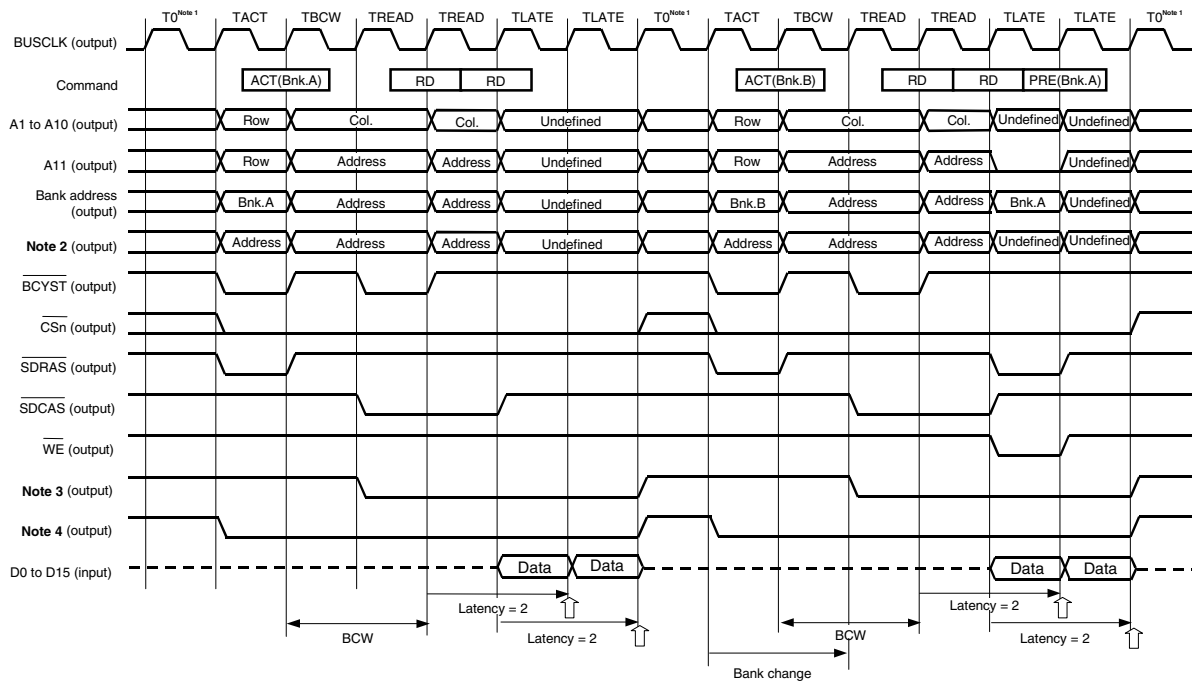 T0Note 1 TACT TBCW TREAD TREAD TLATE TLATE T0Note 1 TACT TBCW TREAD TREAD TLATE TLATE T0Note 1
BUSCLK (output)
Command ACT(Bnk.A) RD RD ACT(Bnk.B) RD RD PRE(Bnk.A)
A1 to A10 (output) Row Col. Col. Undefined Row Col. Col. Undefined Undefined
A11 (output) Row Address Address Undefined Row Address Address Undefined
Bank address
(output) Bnk.A Address Address Undefined Bnk.B Address Address Bnk.A Undefined
Note 2 (output) Address Address Address Undefined Address Address Address Undefined Undefined
BCYST (output)
CSn (output)
SDRAS (output)
SDCAS (output)
WE (output)
Note 3 (output)
Note 4 (output)
D0 to D15 (input) Data Data Data Data
Latency = 2 Latency = 2
BCW Latency = 2 BCW Latency = 2
Bank change